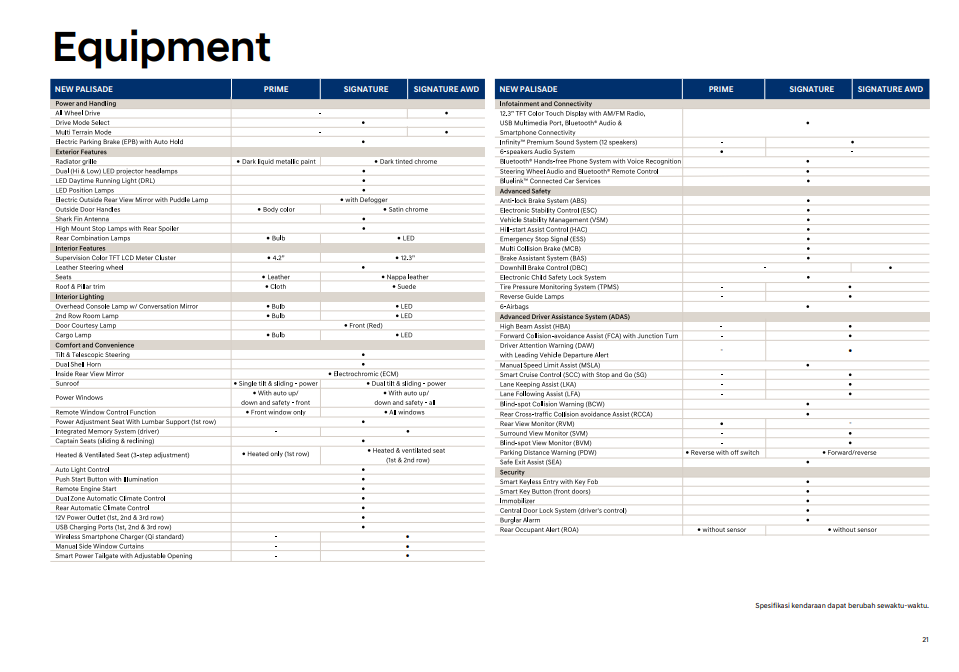 Equipment
NEW PALISADE PRIME SIGNATURE SIGNATURE AWD
Power and Handling
All Wheel Drive - •
Drive Mode Select •
Multi Terrain Mode - •
Electric Parking Brake (EPB) with Auto Hold •
Exterior Features
Radiator grille • Dark liquid metallic paint • Dark tinted chrome
Dual (Hi & Low) LED projector headlamps •
LED Daytime Running Light (DRL) •
LED Position Lamps •
Electric Outside Rear View Mirror with Puddle Lamp • with Defogger
Outside Door Handles • Body color • Satin chrome
Shark Fin Antenna •
High Mount Stop Lamps with Rear Spoiler •
Rear Combination Lamps • Bulb • LED
Interior Features
Supervision Color TFT LCD Meter Cluster • 4.2" • 12.3"
Leather Steering wheel •
Seats • Leather • Nappa leather
Roof & Pillar trim • Cloth • Suede
Interior Lighting
Overhead Console Lamp w/ Conversation Mirror • Bulb • LED
2nd Row Room Lamp • Bulb • LED
Door Courtesy Lamp • Front (Red)
Cargo Lamp • Bulb • LED
Comfort and Convenience
Tilt & Telescopic Steering •
Dual Shell Horn •
Inside Rear View Mirror • Electrochromic (ECM)
Sunroof • Single tilt & sliding - power • Dual tilt & sliding - power
• With auto up/ • With auto up/
Power Windows
down and safety - front down and safety - all
Remote Window Control Function • Front window only • All windows
Power Adjustment Seat With Lumbar Support (1st row) •
Integrated Memory System (driver) - •
Captain Seats (sliding & reclining) •
Heated & Ventilated Seat (3-step adjustment) • Heated only (1st row) • Heated & ventilated seat
(1st & 2nd row)
Auto Light Control •
Push Start Button with Illumination •
Remote Engine Start •
Dual Zone Automatic Climate Control •
Rear Automatic Climate Control •
12V Power Outlet (1st, 2nd & 3rd row) •
USB Charging Ports (1st, 2nd & 3rd row) •
Wireless Smartphone Charger (Qi standard) - •
Manual Side Window Curtains - •
Smart Power Tailgate with Adjustable Opening - •
NEW PALISADE PRIME SIGNATURE SIGNATURE AWD
Infotainment and Connectivity
12.3" TFT Color Touch Display with AM/FM Radio,
USB Multimedia Port, Bluetooth® Audio & •
Smartphone Connectivity
Infinity™ Premium Sound System (12 speakers) - •
6-speakers Audio System • -
Bluetooth® Hands-free Phone System with Voice Recognition •
Steering Wheel Audio and Bluetooth® Remote Control •
Bluelink™ Connected Car Services •
Advanced Safety
Anti-lock Brake System (ABS) •
Electronic Stability Control (ESC) •
Vehicle Stability Management (VSM) •
Hill-start Assist Control (HAC) •
Emergency Stop Signal (ESS) •
Multi Collision Brake (MCB) •
Brake Assistant System (BAS) •
Downhill Brake Control (DBC) - •
Electronic Child Safety Lock System •
Tire Pressure Monitoring System (TPMS) - •
Reverse Guide Lamps - •
6-Airbags •
Advanced Driver Assistance System (ADAS)
High Beam Assist (HBA) - •
Forward Collision-avoidance Assist (FCA) with Junction Turn - •
Driver Attention Warning (DAW) - •
with Leading Vehicle Departure Alert
Manual Speed Limit Assist (MSLA) •
Smart Cruise Control (SCC) with Stop and Go (SG) - •
Lane Keeping Assist (LKA) - •
Lane Following Assist (LFA) - •
Blind-spot Collision Warning (BCW) •
Rear Cross-traffic Collision avoidance Assist (RCCA) •
Rear View Monitor (RVM) • -
Surround View Monitor (SVM) - •
Blind-spot View Monitor (BVM) - •
Parking Distance Warning (PDW) • Reverse with off switch • Forward/reverse
Safe Exit Assist (SEA) •
Security
Smart Keyless Entry with Key Fob •
Smart Key Button (front doors) •
Immobilizer •
Central Door Lock System (driver's control) •
Burglar Alarm •
Rear Occupant Alert (ROA) • without sensor • without sensor
Spesifikasi kendaraan dapat berubah sewaktu-waktu.
21